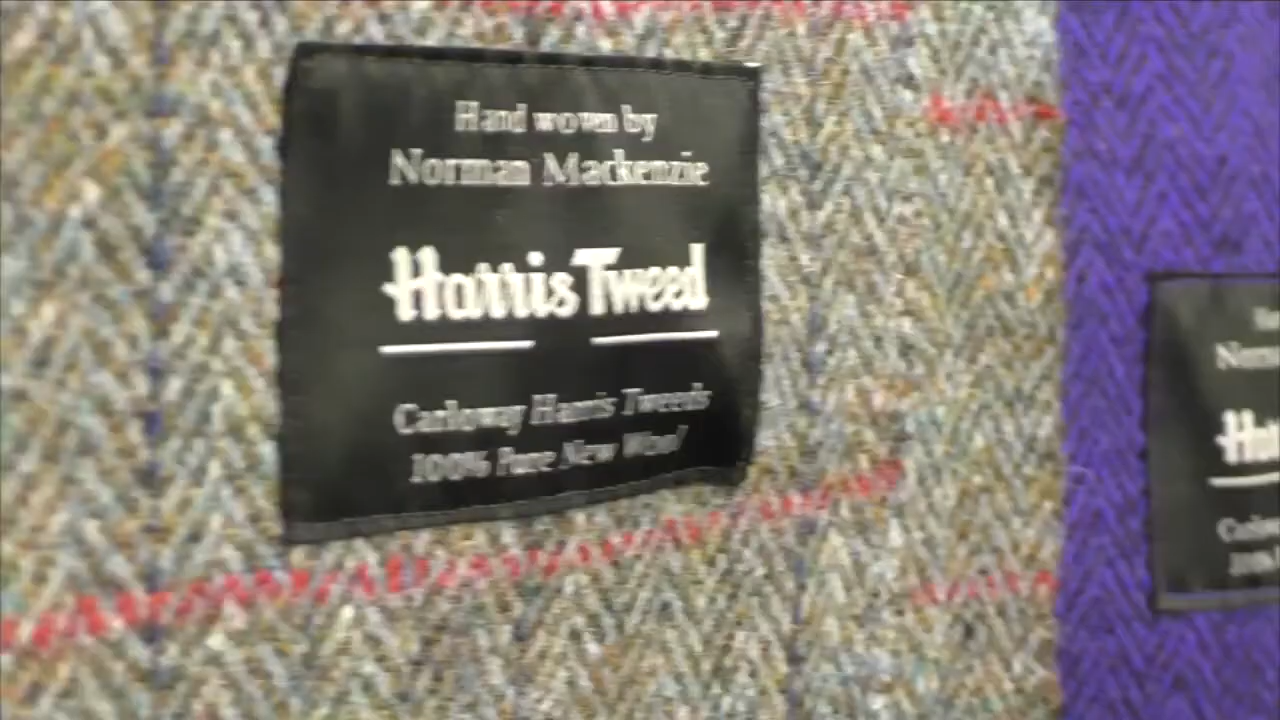 Hand woven by
Norman Mackenzie
Harris Tweed
Carloway Harris Tweeds
100% Pure New Wool